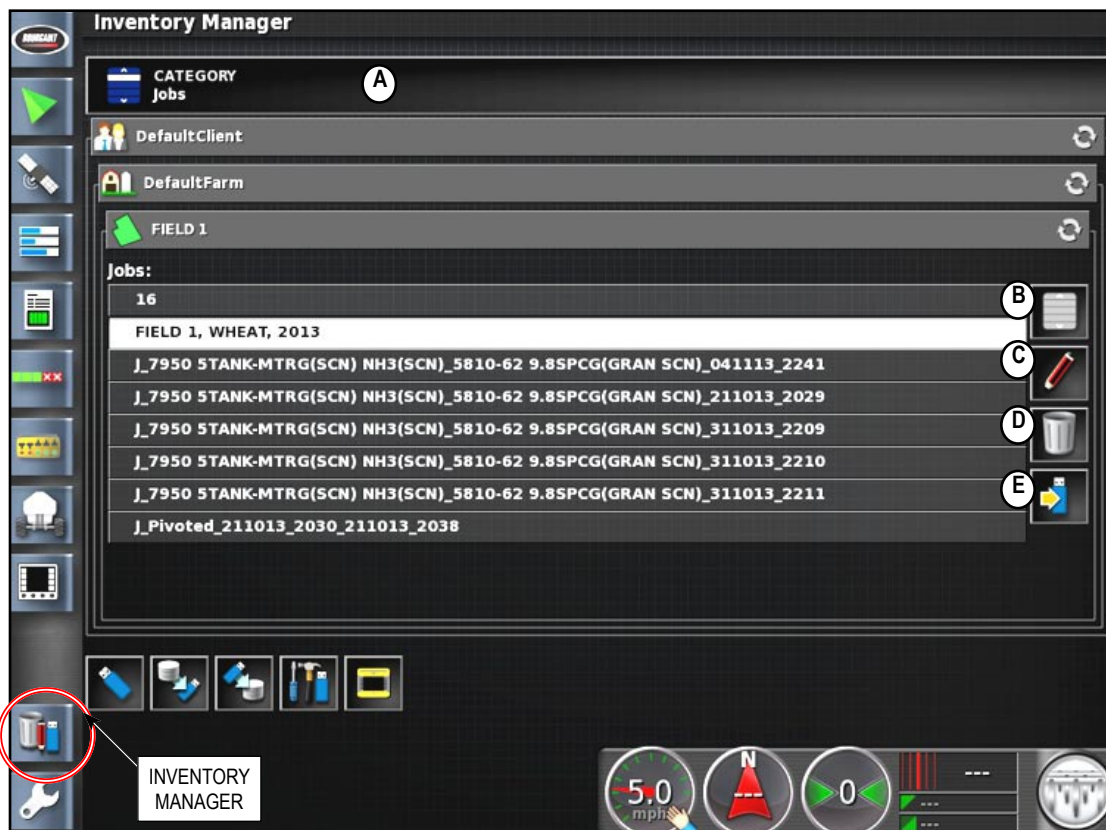 Inventory Manager
BOURGAULT
CATEGORY
Jobs
A
DefaultClient
DefaultFarm
FIELD 1
Jobs:
16
B
FIELD 1, WHEAT, 2013
J_7950 5TANK-MTRG(SCN) NH3(SCN)_5810-62 9.8SPCG(GRAN SCN)_041113_2241
C
J_7950 5TANK-MTRG(SCN) NH3(SCN)_5810-62 9.8SPCG(GRAN SCN)_211013_2029
J_7950 5TANK-MTRG(SCN) NH3(SCN)_5810-62 9.8SPCG(GRAN SCN)_311013_2209
D
J_7950 5TANK-MTRG(SCN) NH3(SCN)_5810-62 9.8SPCG(GRAN SCN)_311013_2210
J_7950 5TANK-MTRG(SCN) NH3(SCN)_5810-62 9.8SPCG(GRAN SCN)_311013_2211
E
J_Pivoted_211013_2030_211013_2038
INVENTORY
MANAGER
5.0
mph
N
---
0
---
---
---